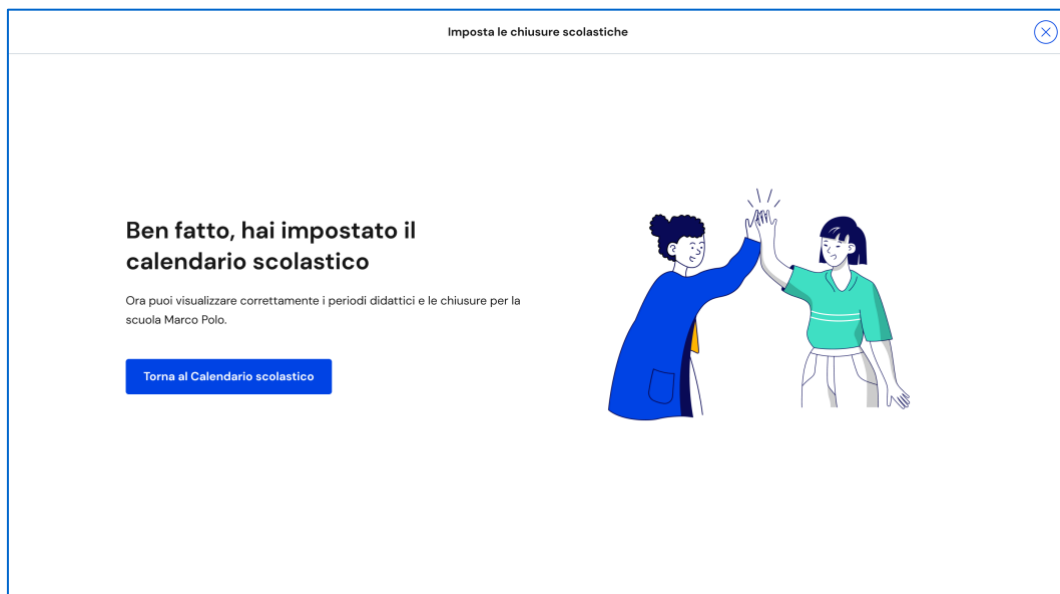 Imposta le chiusure scolastiche
Ben fatto, hai impostato il
calendario scolastico
Ora puoi visualizzare correttamente i periodi didattici e le chiusure per la
scuola Marco Polo.
Torna al Calendario scolastico